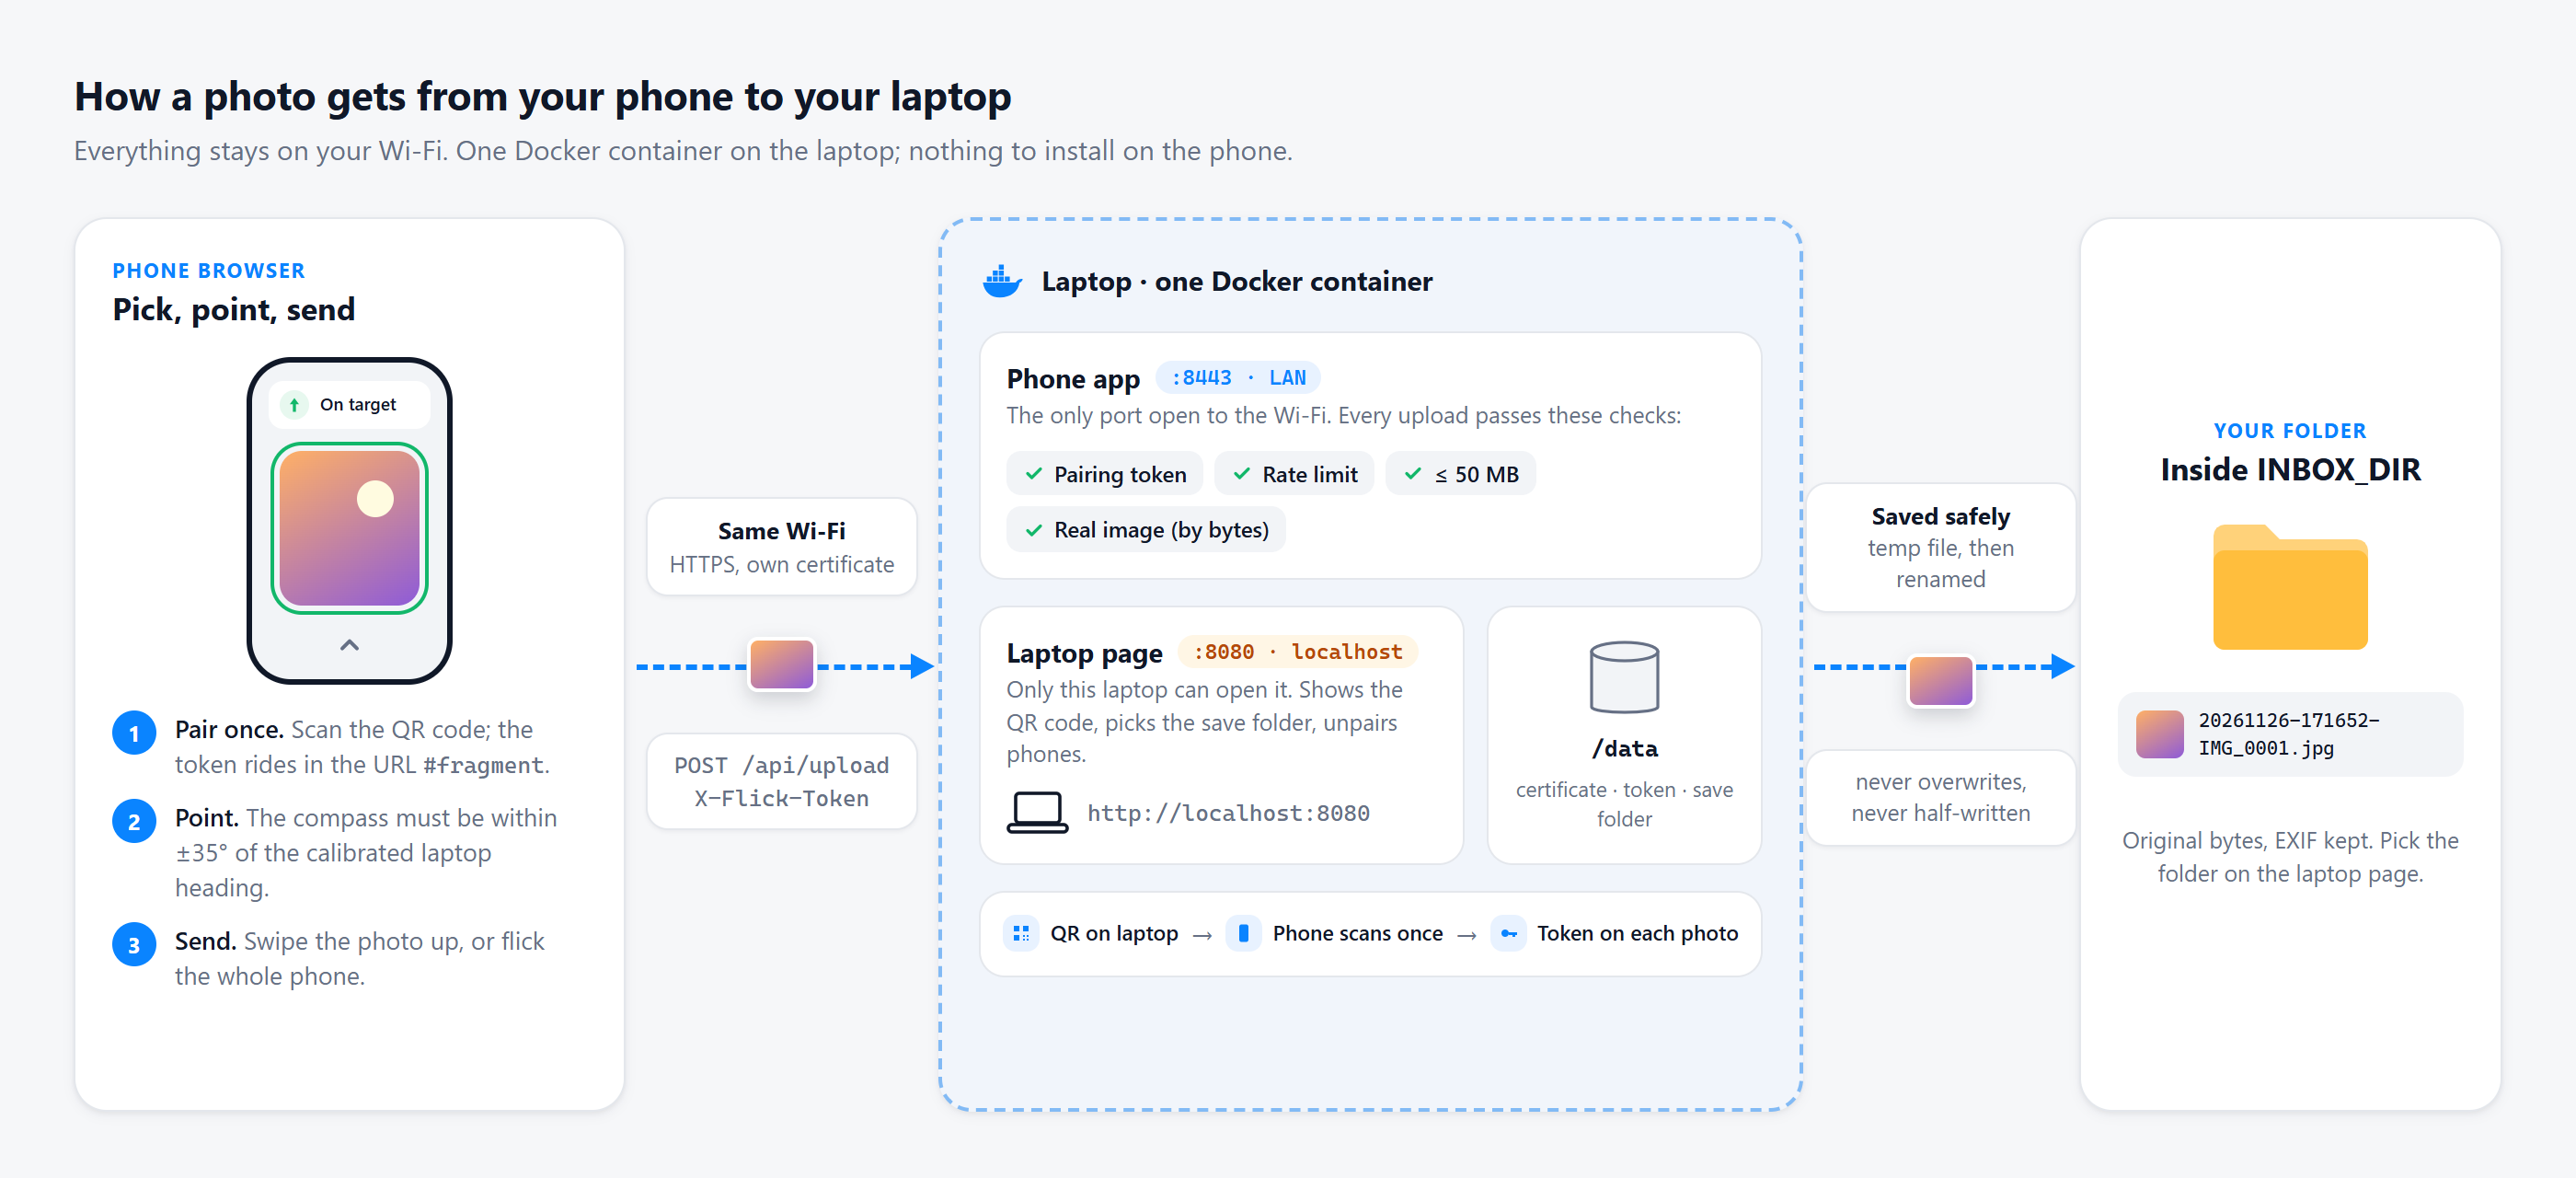 How a photo gets from your phone to your laptop
Everything stays on your Wi-Fi. One Docker container on the laptop; nothing to install on the phone.
PHONE BROWSER
Pick, point, send
On target
1
Pair once. Scan the QR code; the
token rides in the URL #fragment.
2
Point. The compass must be within
±35° of the calibrated laptop
heading.
3
Send. Swipe the photo up, or flick
the whole phone.
Same Wi-Fi
HTTPS, own certificate
POST /api/upload
X-Flick-Token
Laptop · one Docker container
Phone app :8443 · LAN
The only port open to the Wi-Fi. Every upload passes these checks:
Pairing token
Rate limit
≤ 50 MB
Real image (by bytes)
Laptop page :8080 · localhost
Only this laptop can open it. Shows the
QR code, picks the save folder, unpairs
phones.
http://localhost:8080
/data
certificate · token · save
folder
QR on laptop → Phone scans once → Token on each photo
Saved safely
temp file, then
renamed
never overwrites,
never half-written
YOUR FOLDER
Inside INBOX_DIR
20261126-171652-
IMG_0001.jpg
Original bytes, EXIF kept. Pick the
folder on the laptop page.